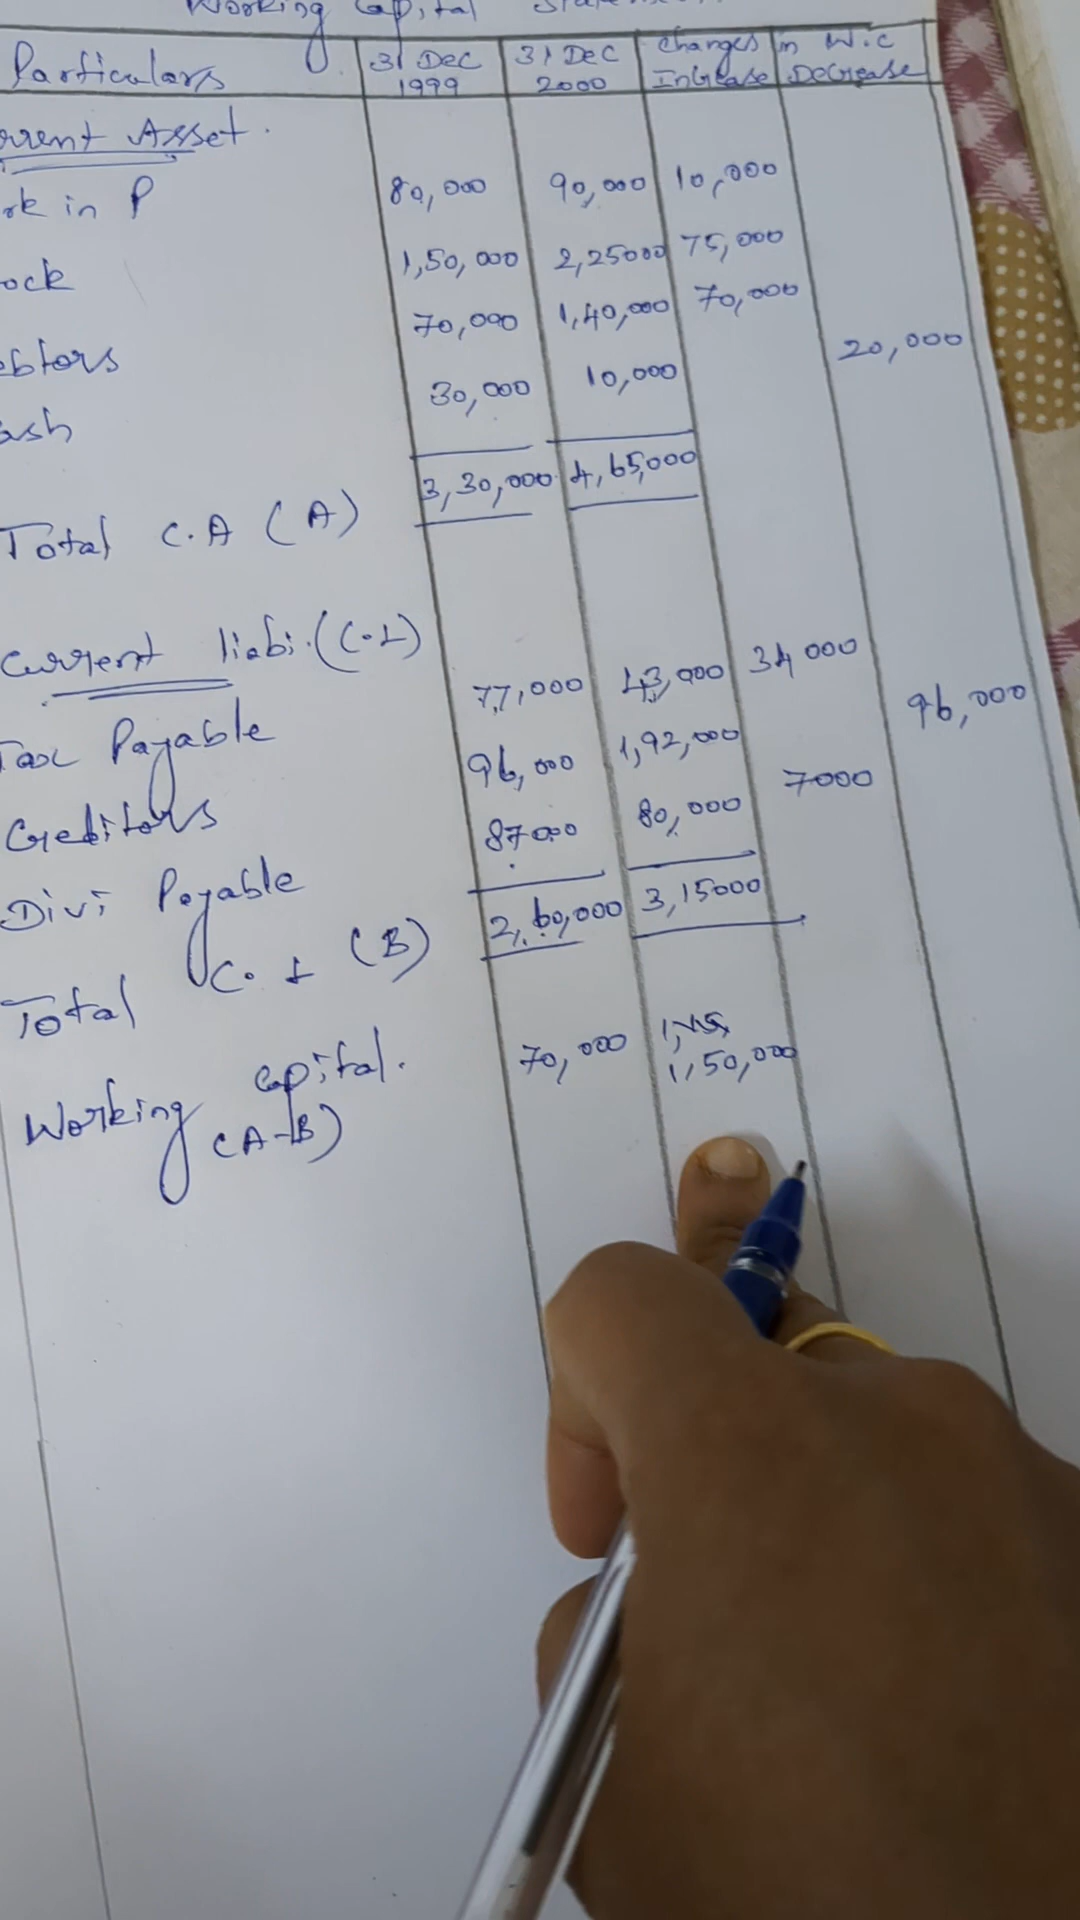 Working Capital
Particulars 31 Dec 1999 31 Dec 2000 Changes in W.C
Increase Decrease
rrent Asset.
rk in P 80,000 90,000 10,000
ock 1,50,000 2,25000 75,000
ebtors 70,000 1,40,000 70,000
ash 30,000 10,000 20,000
Total C.A (A) 3,30,000 4,65,000
Current liabi. (C.L)
Tax Payable 77,000 43,000 34000
Creditors 96,000 1,92,000 96,000
Divi Payable 87000 80,000 7000
Total C. L (B) 2,60,000 3,15000
Working Capital. 70,000 1,50,000
(A-B)